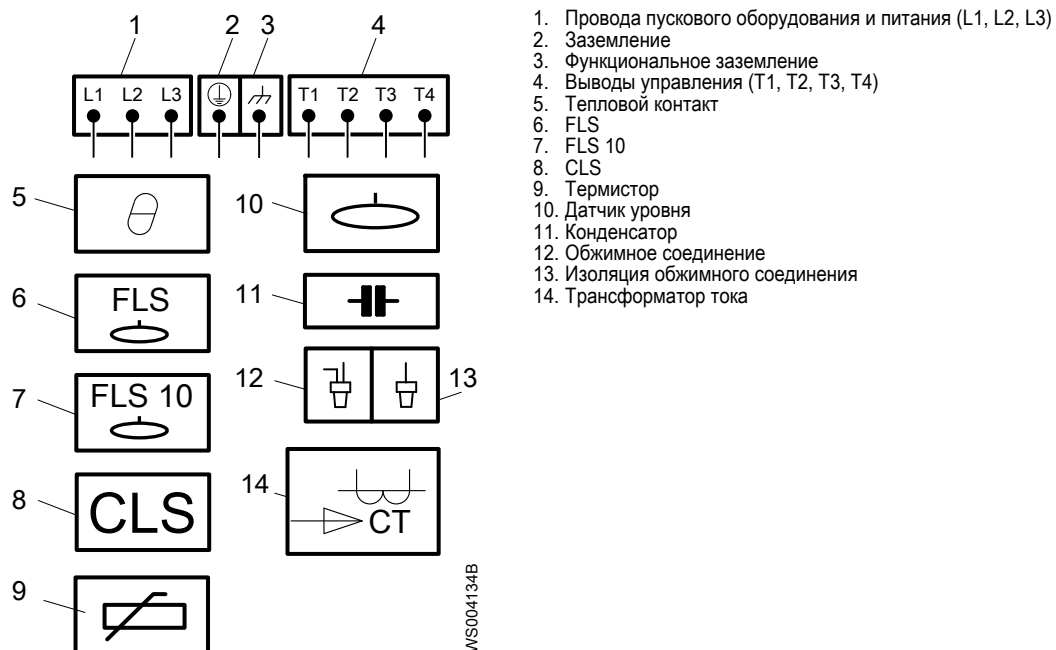 1 2 3 4
L1 L2 L3 T1 T2 T3 T4
5
10
6 FLS
11
7 FLS 10
12
13
8 CLS
14 CT
9
WS004134B
1. Провода пускового оборудования и питания (L1, L2, L3)
2. Заземление
3. Функциональное заземление
4. Выводы управления (T1, T2, T3, T4)
5. Тепловой контакт
6. FLS
7. FLS 10
8. CLS
9. Термистор
10. Датчик уровня
11. Конденсатор
12. Обжимное соединение
13. Изоляция обжимного соединения
14. Трансформатор тока